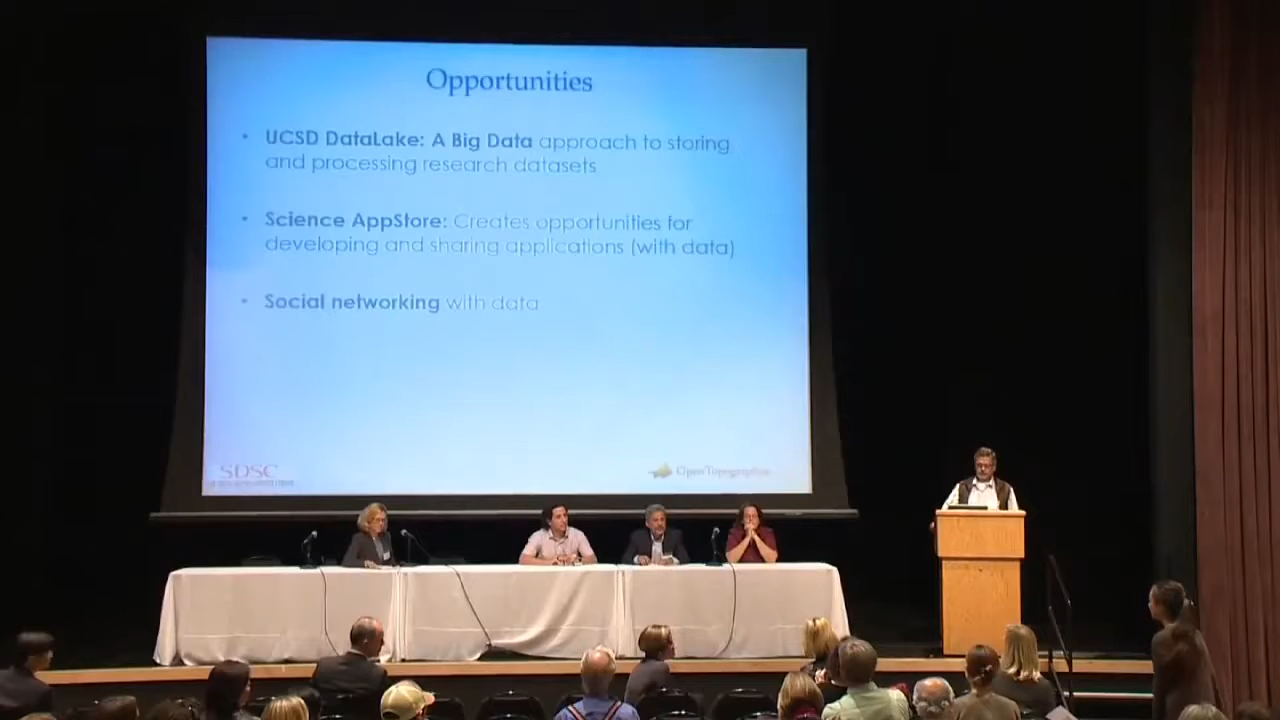 Opportunities
• UCSD DataLake: A Big Data approach to storing
and processing research datasets
• Science AppStore: Creates opportunities for
developing and sharing applications (with data)
• Social networking with data
SDSC
OpenTopography